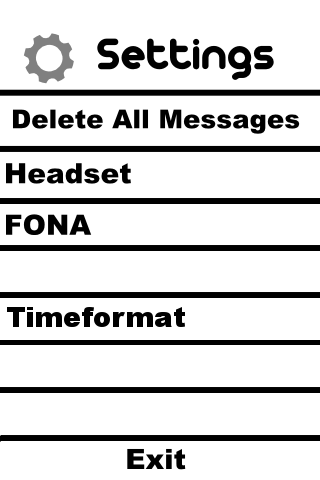 Settings
Delete All Messages
Headset
FONA
Timeformat
Exit